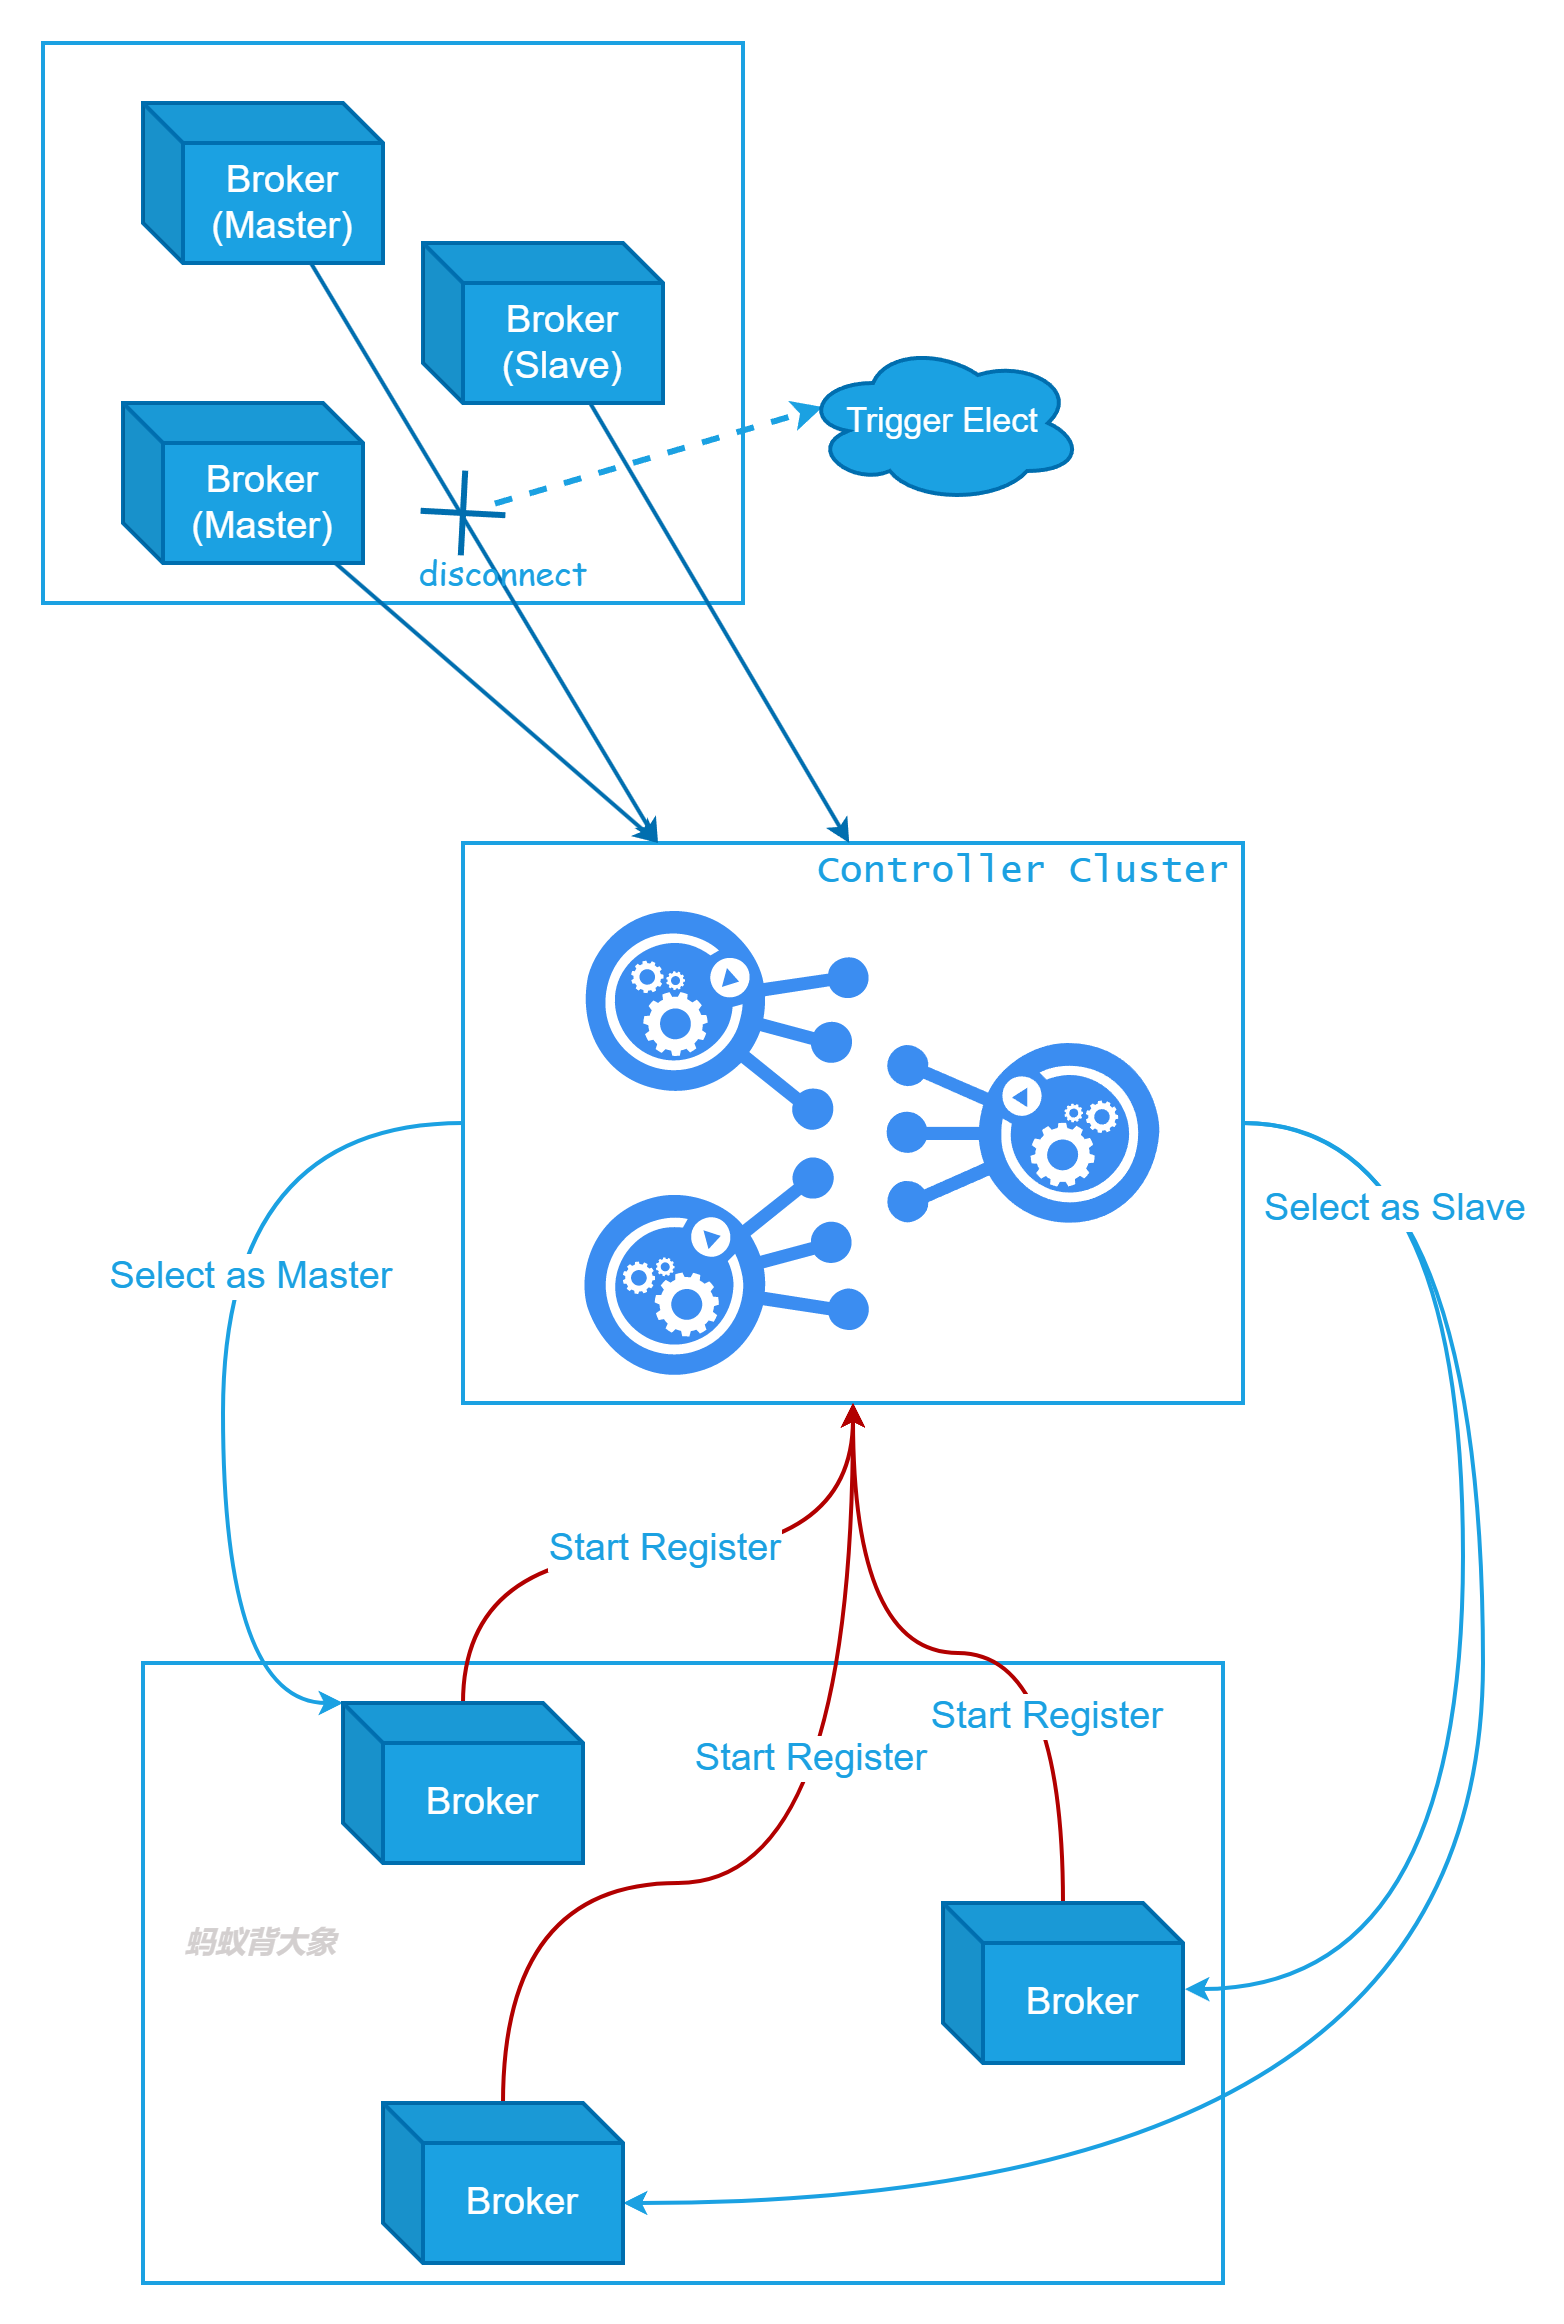 Broker
(Master)
Broker
(Slave)
Trigger Elect
Broker
(Master)
disconnect
Controller Cluster
Select as Slave
Select as Master
Start Register
Start Register
Start Register
Broker
蚂蚁背大象
Broker
Broker